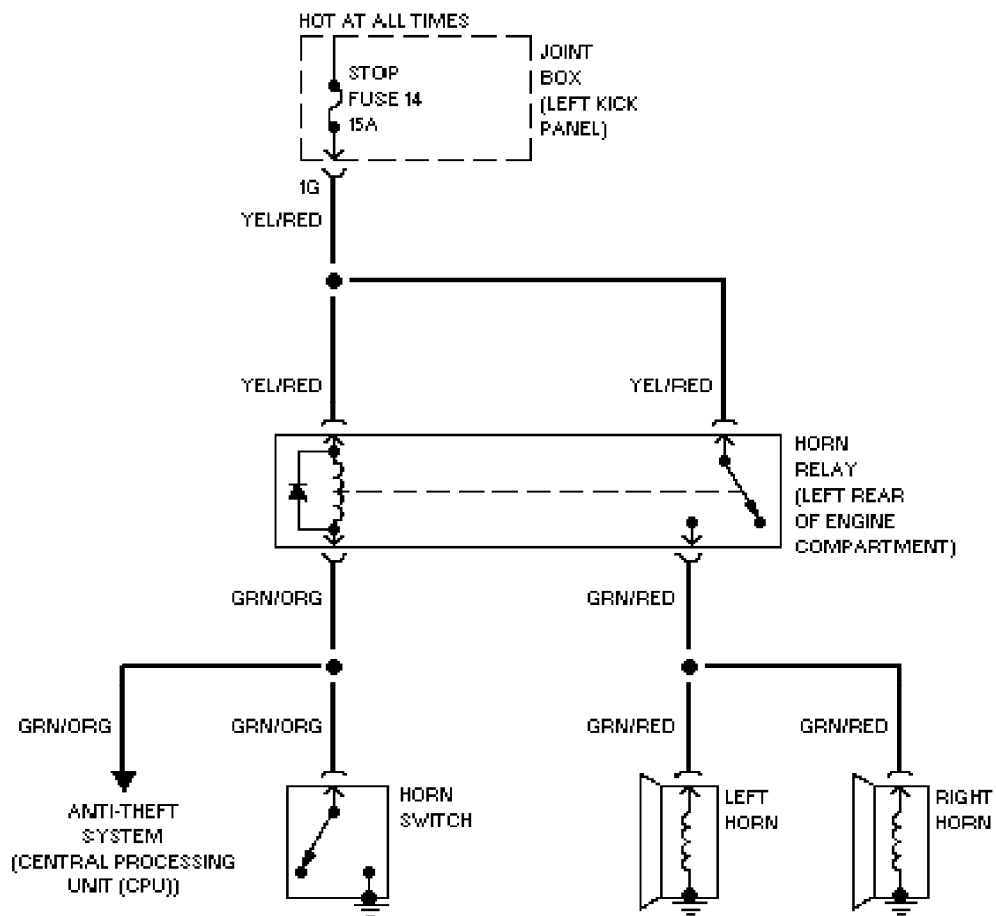 HOT AT ALL TIMES
STOP
FUSE 14
15A
JOINT
BOX
(LEFT KICK
PANEL)
1G
YEL/RED
YEL/RED
YEL/RED
HORN
RELAY
(LEFT REAR
OF ENGINE
COMPARTMENT)
GRN/ORG
GRN/RED
GRN/ORG
GRN/ORG
GRN/RED
GRN/RED
ANTI-THEFT
SYSTEM
(CENTRAL PROCESSING
UNIT (CPU))
HORN
SWITCH
LEFT
HORN
RIGHT
HORN